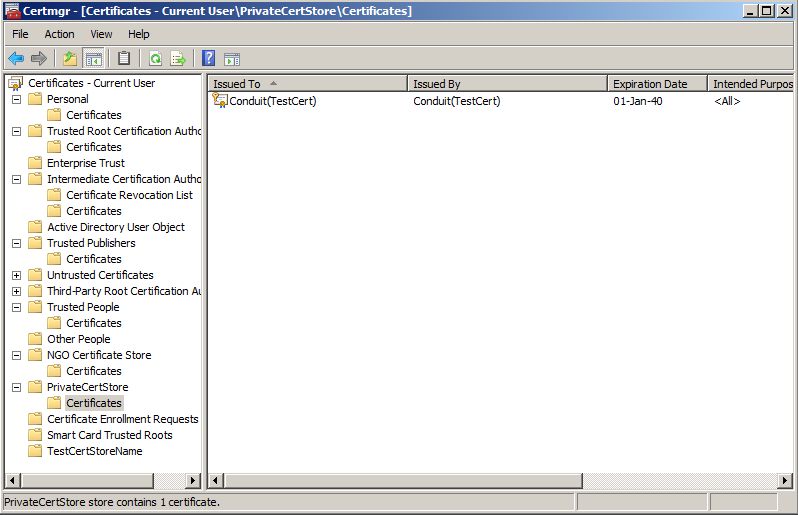 Certmgr - [Certificates - Current User\PrivateCertStore\Certificates]
File Action View Help
Certificates - Current User
Personal
Certificates
Trusted Root Certification Autho
Certificates
Enterprise Trust
Intermediate Certification Autho
Certificate Revocation List
Certificates
Active Directory User Object
Trusted Publishers
Certificates
Untrusted Certificates
Third-Party Root Certification Au
Trusted People
Certificates
Other People
NGO Certificate Store
Certificates
PrivateCertStore
Certificates
Certificate Enrollment Requests
Smart Card Trusted Roots
TestCertStoreName
Issued To Issued By Expiration Date Intended Purpos
Conduit(TestCert) Conduit(TestCert) 01-Jan-40 <All>
PrivateCertStore store contains 1 certificate.